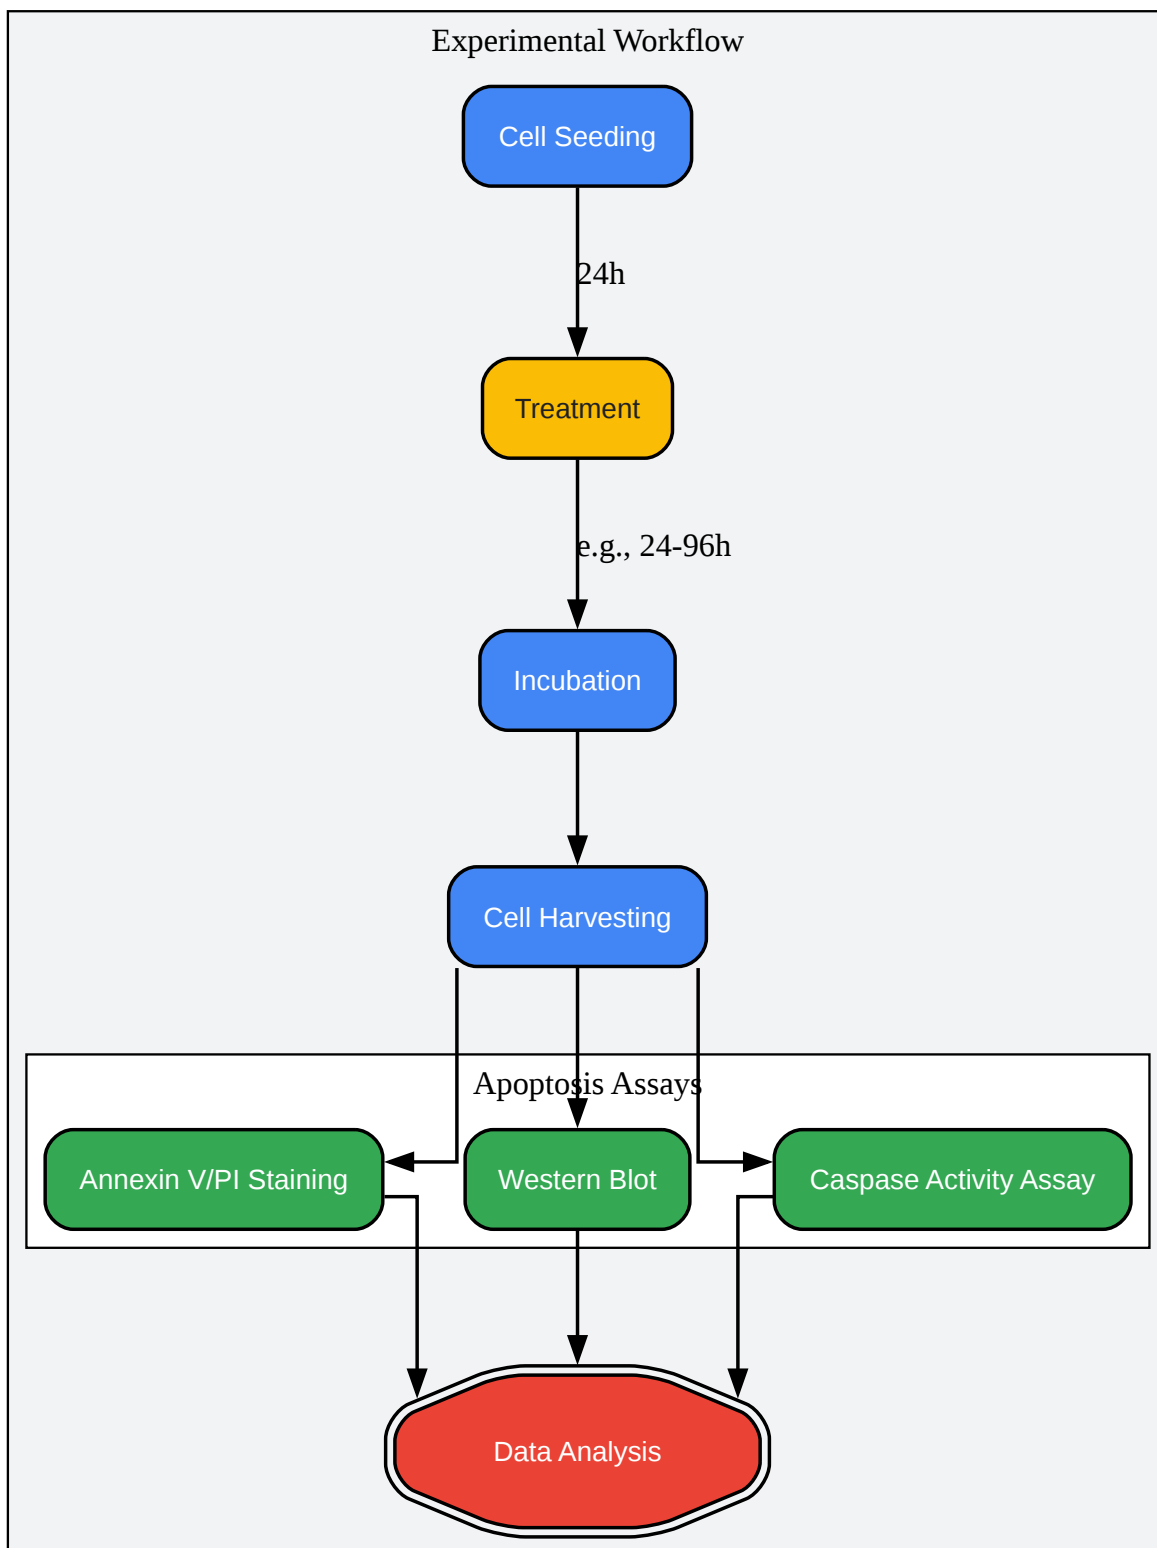 Experimental Workflow
Cell Seeding
24h
Treatment
e.g., 24-96h
Incubation
Cell Harvesting
Apoptosis Assays
Annexin V/PI Staining
Western Blot
Caspase Activity Assay
Data Analysis